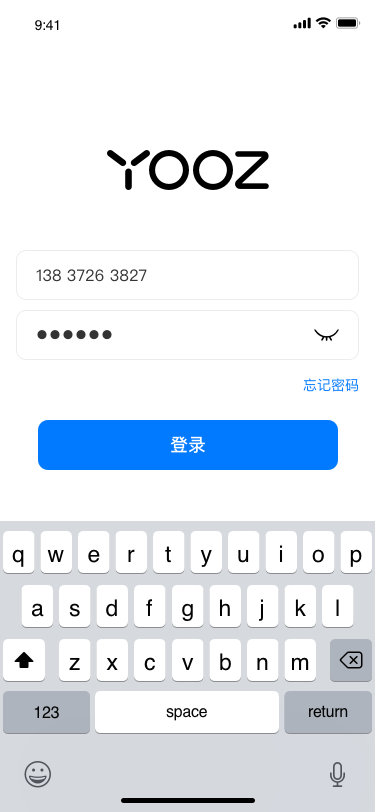 9:41
YOOZ
138 3726 3827
●●●●●●
忘记密码
登录
q w e r t y u i o p
a s d f g h j k l
z x c v b n m
123 space return